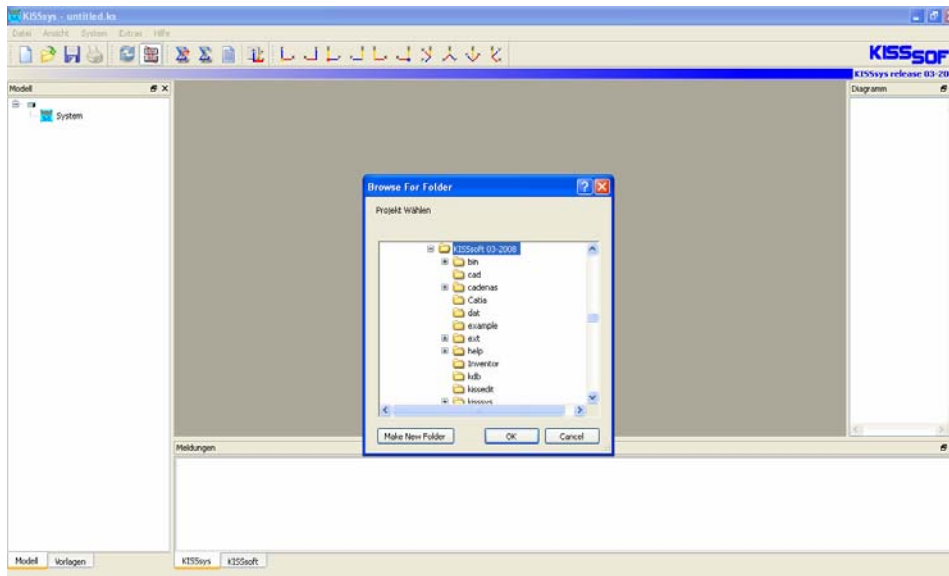 KISSsys - untitled.ks
Datei Ansicht System Extras Hilfe
KISSsOF
KISSsys release 03-20
Modell
Diagramm
System
Browse For Folder
Projekt Wählen
KISSsoft 03-2008
bin
cad
cadenas
Catia
dat
example
ext
help
Inventor
kdb
kissedit
kisssys
Make New Folder
OK
Cancel
Meldungen
Modell
Vorlagen
KISSsys
KISSsoft